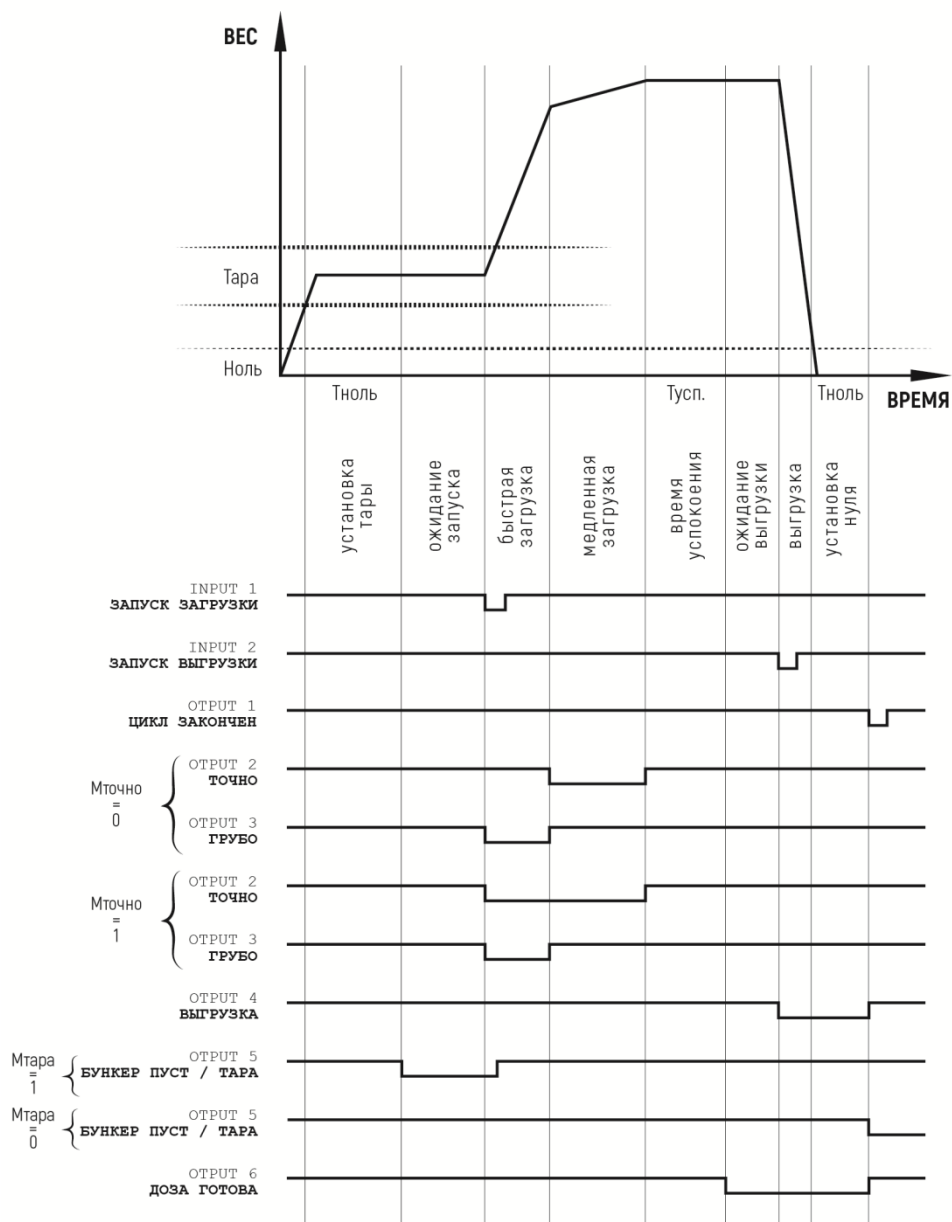 ВЕС
Тара
Ноль
Тноль
Тусп.
Тноль
ВРЕМЯ
установка
тары
ожидание
запуска
быстрая
загрузка
медленная
загрузка
время
успокоения
ожидание
выгрузки
выгрузка
установка
нуля
INPUT 1
ЗАПУСК ЗАГРУЗКИ
INPUT 2
ЗАПУСК ВЫГРУЗКИ
OTPUT 1
ЦИКЛ ЗАКОНЧЕН
Мточно
=
0
OTPUT 2
ТОЧНО
OTPUT 3
ГРУБО
Мточно
=
1
OTPUT 2
ТОЧНО
OTPUT 3
ГРУБО
OTPUT 4
ВЫГРУЗКА
Мтара
=
1
OTPUT 5
БУНКЕР ПУСТ / ТАРА
Мтара
=
0
OTPUT 5
БУНКЕР ПУСТ / ТАРА
OTPUT 6
ДОЗА ГОТОВА